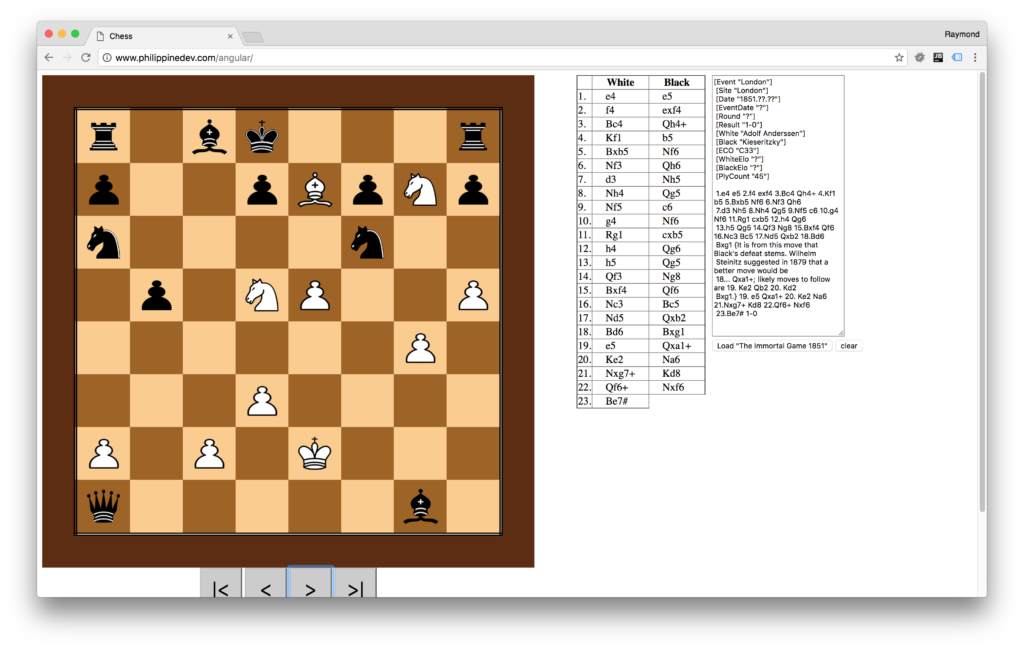 Chess
Raymond
www.philippinedev.com/angular/
White Black
1. e4 e5
2. f4 exf4
3. Bc4 Qh4+
4. Kf1 b5
5. Bxb5 Nf6
6. Nf3 Qh6
7. d3 Nh5
8. Nh4 Qg5
9. Nf5 c6
10. g4 Nf6
11. Rg1 cxb5
12. h4 Qg6
13. h5 Qg5
14. Qf3 Ng8
15. Bxf4 Qf6
16. Nc3 Bc5
17. Nd5 Qxb2
18. Bd6 Bxg1
19. e5 Qxa1+
20. Ke2 Na6
21. Nxg7+ Kd8
22. Qf6+ Nxf6
23. Be7#
[Event "London"]
[Site "London"]
[Date "1851.??.??"]
[EventDate "?"]
[Round "?"]
[Result "1-0"]
[White "Adolf Anderssen"]
[Black "Kieseritzky"]
[ECO "C33"]
[WhiteElo "?"]
[BlackElo "?"]
[PlyCount "45"]
1.e4 e5 2.f4 exf4 3.Bc4 Qh4+ 4.Kf1
b5 5.Bxb5 Nf6 6.Nf3 Qh6
7.d3 Nh5 8.Nh4 Qg5 9.Nf5 c6 10.g4
Nf6 11.Rg1 cxb5 12.h4 Qg6
13.h5 Qg5 14.Qf3 Ng8 15.Bxf4 Qf6
16.Nc3 Bc5 17.Nd5 Qxb2 18.Bd6
Bxg1 {It is from this move that
Black's defeat stems. Wilhelm
Steinitz suggested in 1879 that a
better move would be
18... Qxa1+; likely moves to follow
are 19. Ke2 Qb2 20. Kd2
Bxg1.} 19. e5 Qxa1+ 20. Ke2 Na6
21.Nxg7+ Kd8 22.Qf6+ Nxf6
23.Be7# 1-0
Load "The Immortal Game 1851" clear
|< < > >|